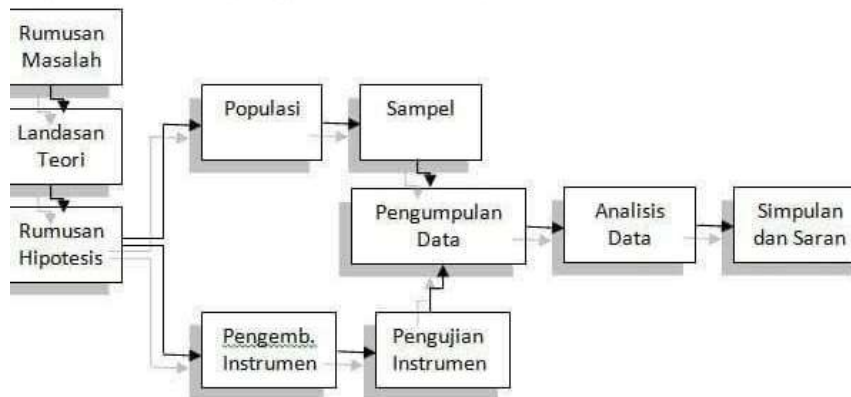 Rumusan
Masalah
Landasan
Teori
Rumusan
Hipotesis
Populasi
Sampel
Pengemb.
Instrumen
Pengujian
Instrumen
Pengumpulan
Data
Analisis
Data
Simpulan
dan Saran